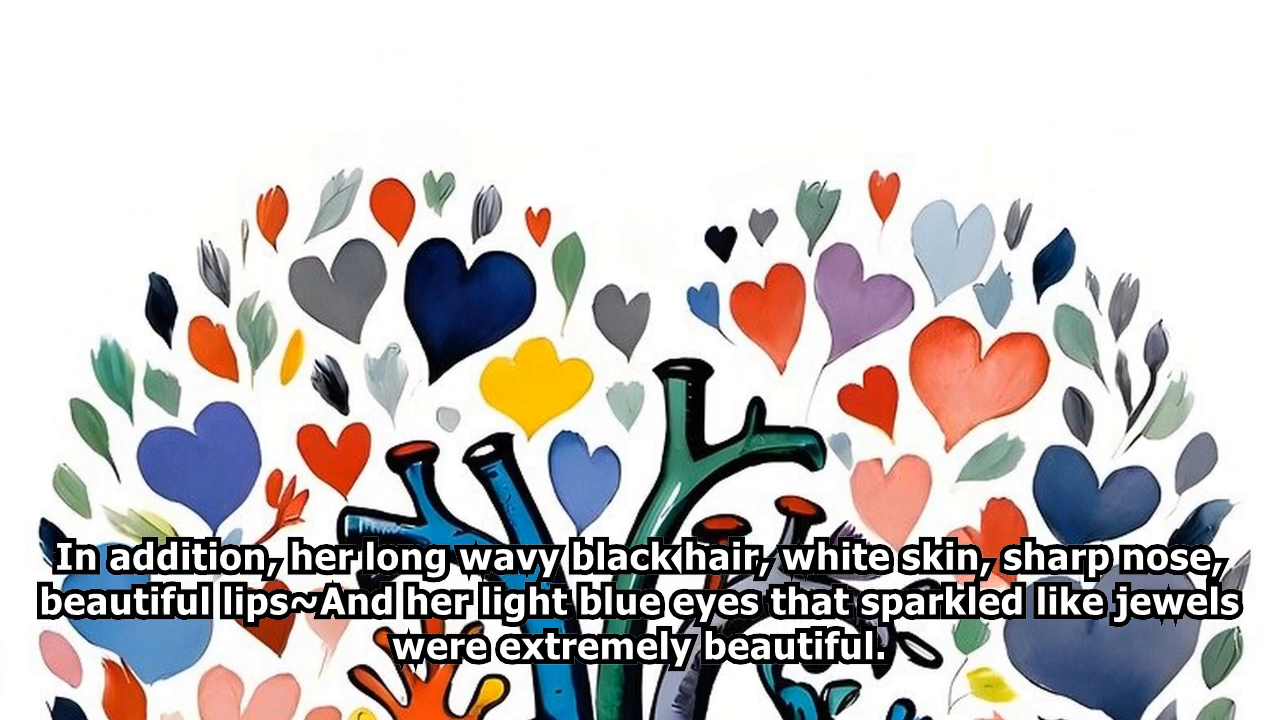 In addition, her long wavy black hair, white skin, sharp nose,
beautiful lips~And her light blue eyes that sparkled like jewels
were extremely beautiful.